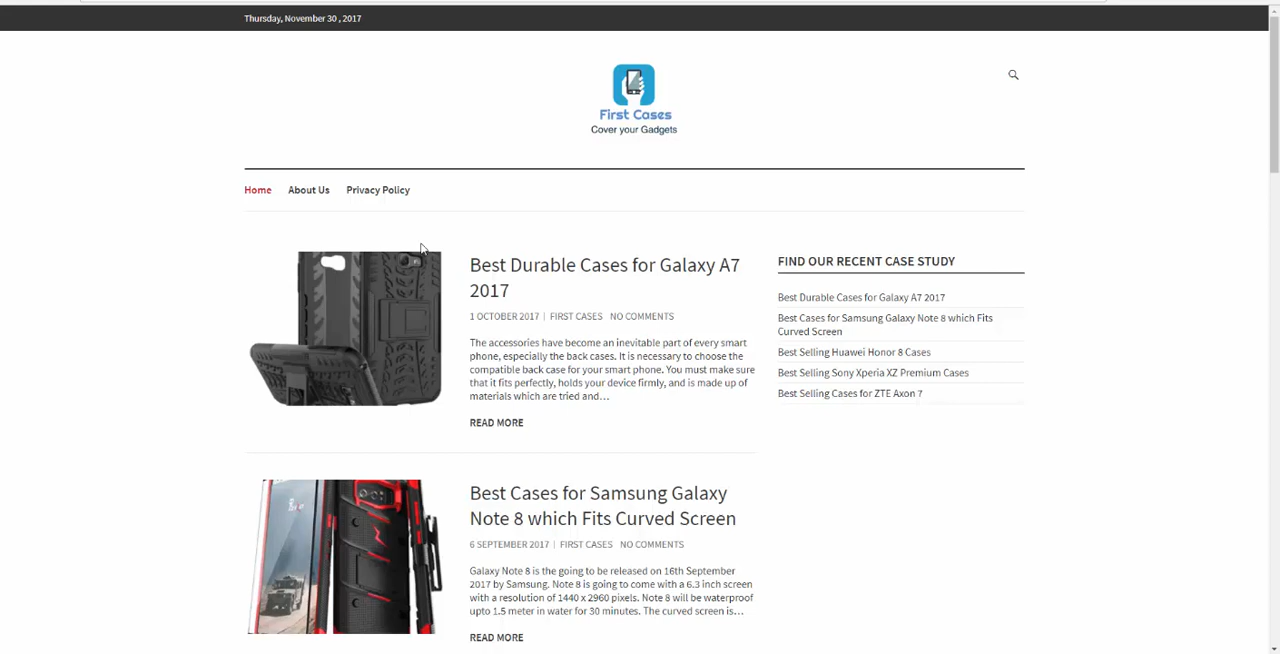 Thursday, November 30 , 2017
First Cases
Cover your Gadgets
Home About Us Privacy Policy
Best Durable Cases for Galaxy A7
2017
1 OCTOBER 2017 | FIRST CASES NO COMMENTS
The accessories have become an inevitable part of every smart
phone, especially the back cases. It is necessary to choose the
compatible back case for your smart phone. You must make sure
that it fits perfectly, holds your device firmly, and is made up of
materials which are tried and…
READ MORE
Best Cases for Samsung Galaxy
Note 8 which Fits Curved Screen
6 SEPTEMBER 2017 | FIRST CASES NO COMMENTS
Galaxy Note 8 is the going to be released on 16th September
2017 by Samsung. Note 8 is going to come with a 6.3 inch screen
with a resolution of 1440 x 2960 pixels. Note 8 will be waterproof
upto 1.5 meter in water for 30 minutes. The curved screen is…
READ MORE
FIND OUR RECENT CASE STUDY
Best Durable Cases for Galaxy A7 2017
Best Cases for Samsung Galaxy Note 8 which Fits
Curved Screen
Best Selling Huawei Honor 8 Cases
Best Selling Sony Xperia XZ Premium Cases
Best Selling Cases for ZTE Axon 7